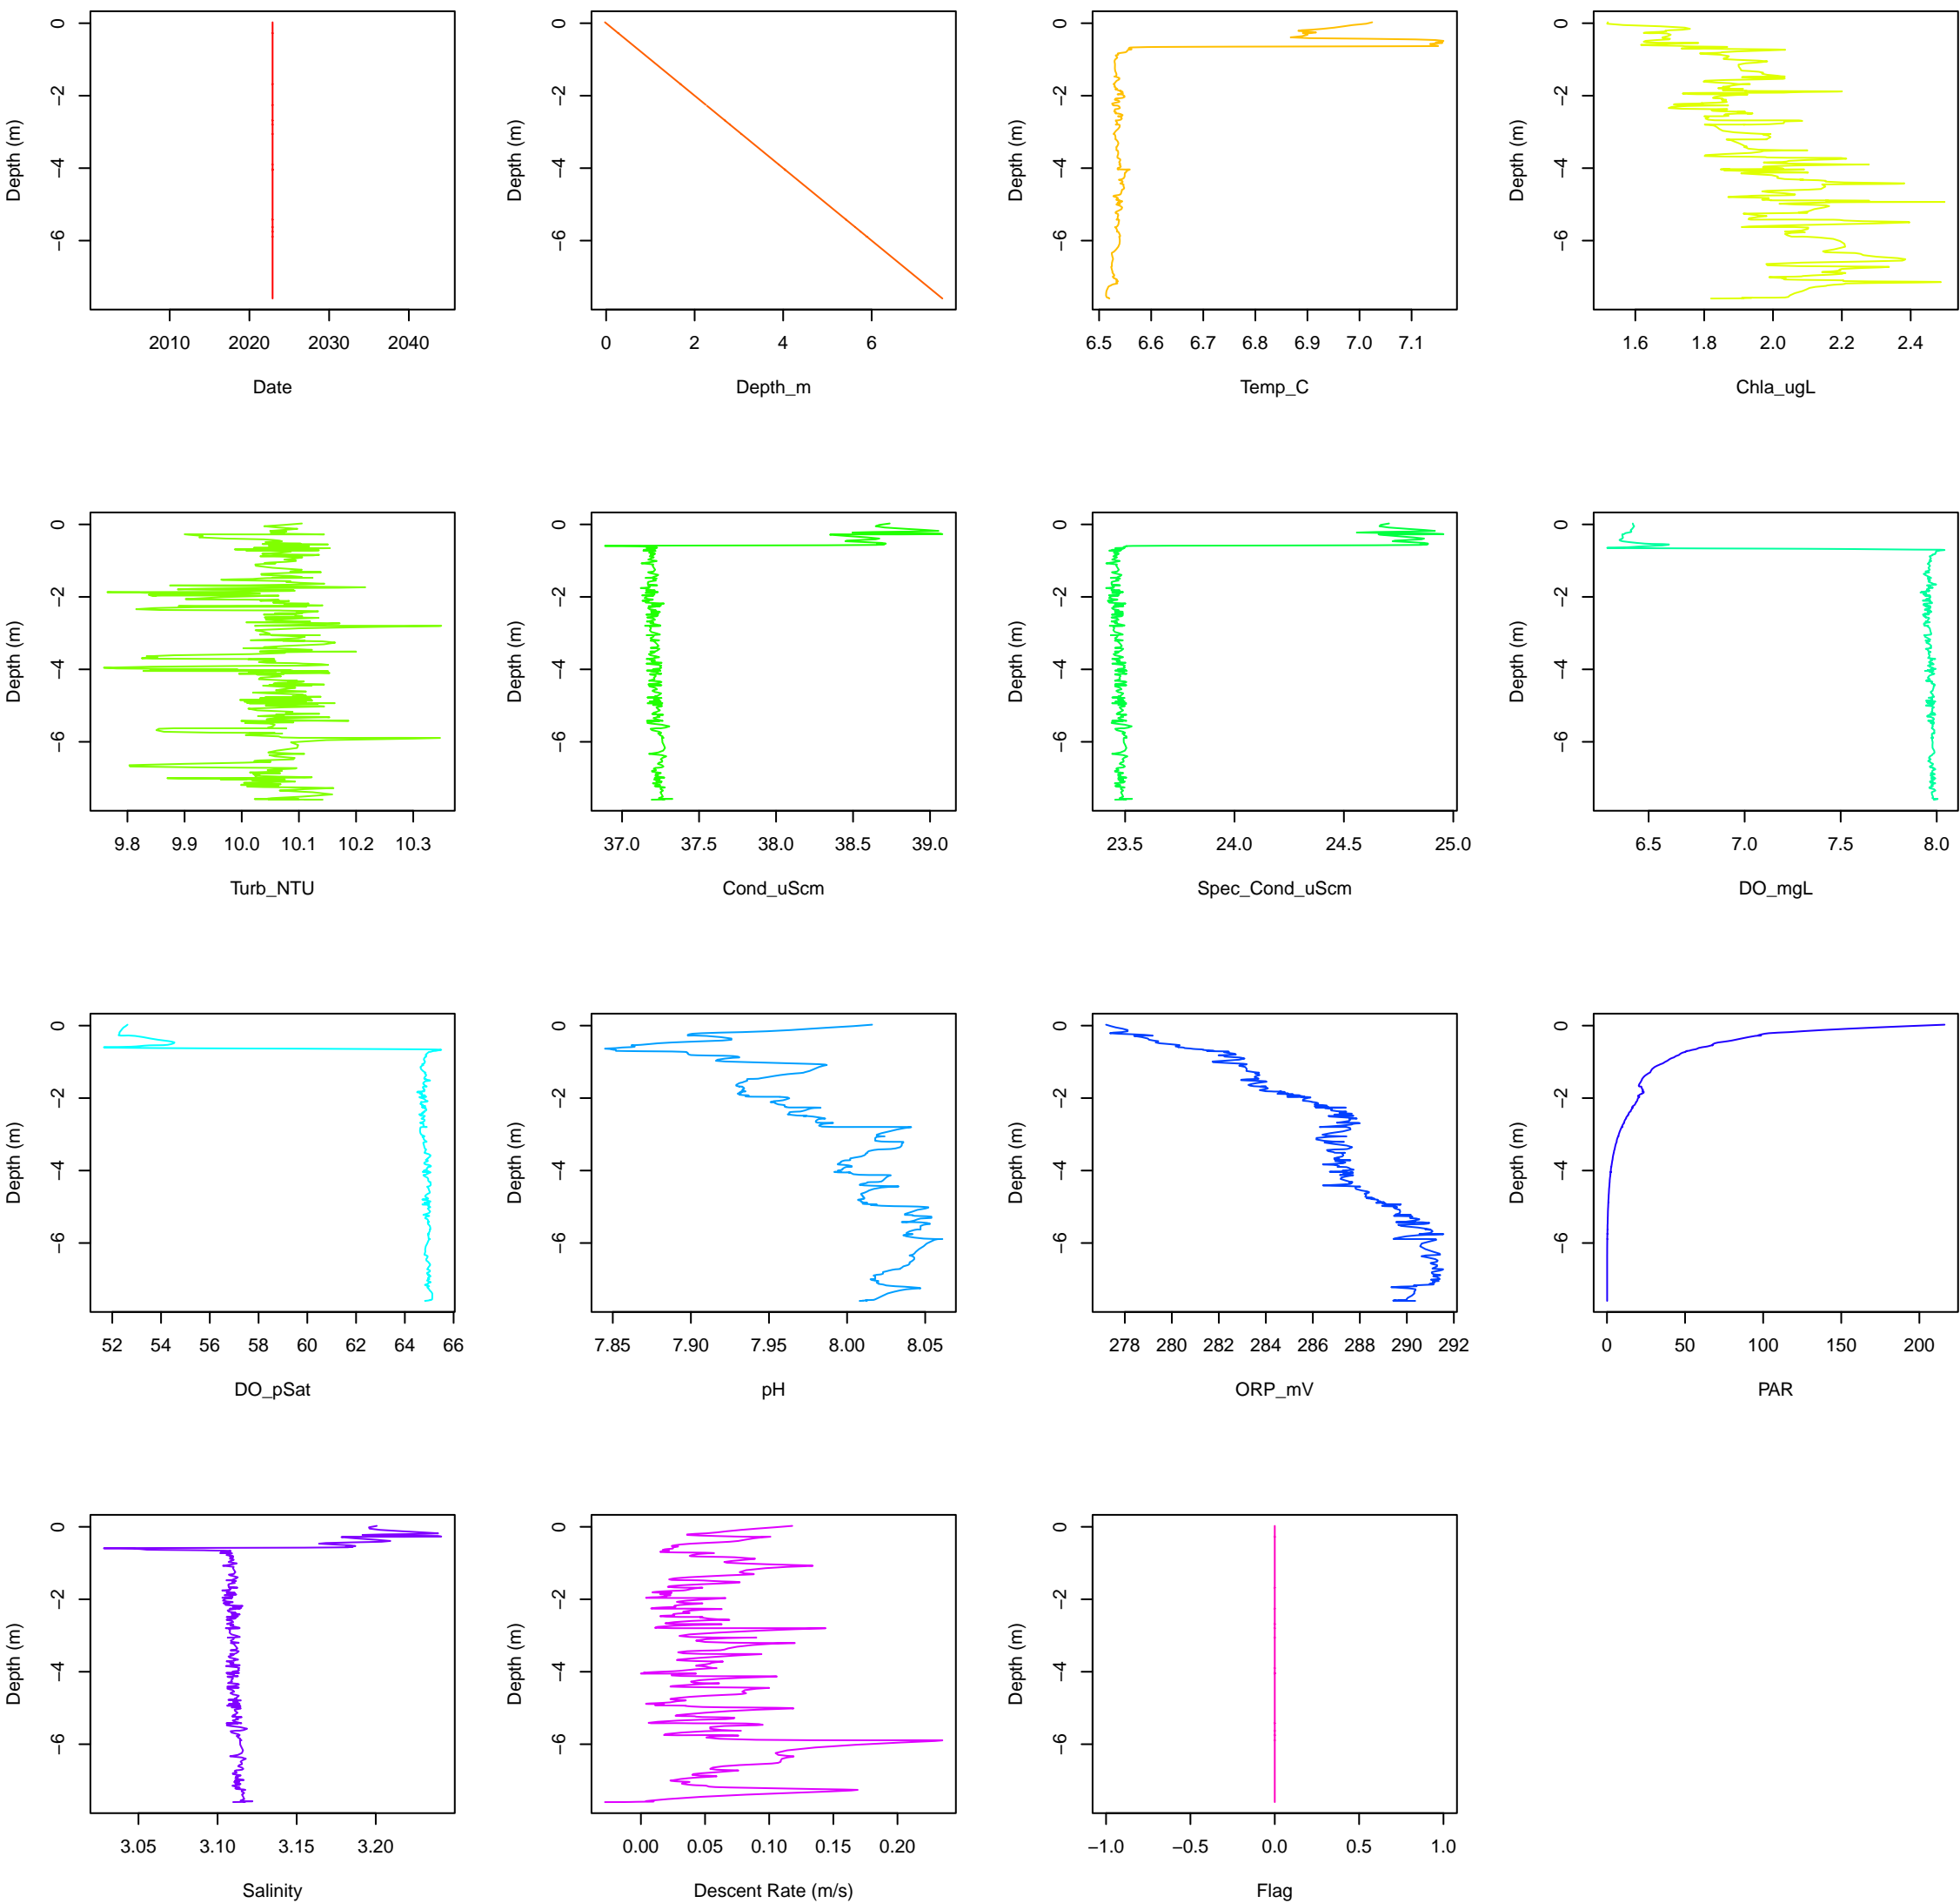 0 0 0 0
−2 −2 −2 −2
Depth (m) Depth (m) Depth (m) Depth (m)
−4 −4 −4 −4
−6 −6 −6 −6
2010 2020 2030 2040 0 2 4 6 6.5 6.6 6.7 6.8 6.9 7.0 7.1 1.6 1.8 2.0 2.2 2.4
Date Depth_m Temp_C Chla_ugL
0 0 0 0
−2 −2 −2 −2
Depth (m) Depth (m) Depth (m) Depth (m)
−4 −4 −4 −4
−6 −6 −6 −6
9.8 9.9 10.0 10.1 10.2 10.3 37.0 37.5 38.0 38.5 39.0 23.5 24.0 24.5 25.0 6.5 7.0 7.5 8.0
Turb_NTU Cond_uScm Spec_Cond_uScm DO_mgL
0 0 0 0
−2 −2 −2 −2
Depth (m) Depth (m) Depth (m) Depth (m)
−4 −4 −4 −4
−6 −6 −6 −6
52 54 56 58 60 62 64 66 7.85 7.90 7.95 8.00 8.05 278 280 282 284 286 288 290 292 0 50 100 150 200
DO_pSat pH ORP_mV PAR
0 0 0
−2 −2 −2
Depth (m) Depth (m) Depth (m)
−4 −4 −4
−6 −6 −6
3.05 3.10 3.15 3.20 0.00 0.05 0.10 0.15 0.20 −1.0 −0.5 0.0 0.5 1.0
Salinity Descent Rate (m/s) Flag